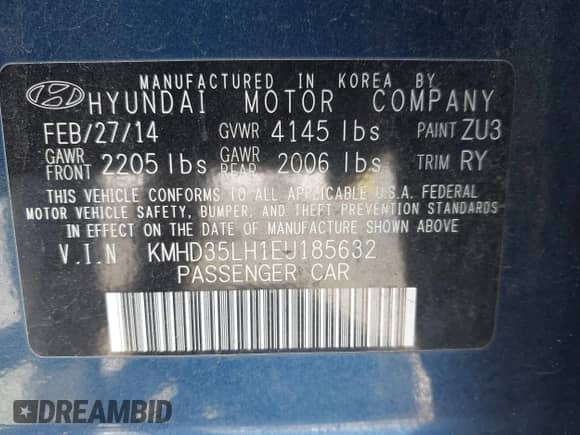 MANUFACTURED IN KOREA BY
HYUNDAI MOTOR COMPANY
FEB/27/14 GVWR 4145 lbs PAINT ZU3
GAWR FRONT 2205 lbs GAWR REAR 2006 lbs TRIM RY
THIS VEHICLE CONFORMS TO ALL APPLICABLE U.S.A. FEDERAL
MOTOR VEHICLE SAFETY, BUMPER, AND THEFT PREVENTION STANDARDS
IN EFFECT ON THE DATE OF MANUFACTURE SHOWN ABOVE.
V.I.N KMHD35LH1EU185632
PASSENGER CAR
DREAMBID